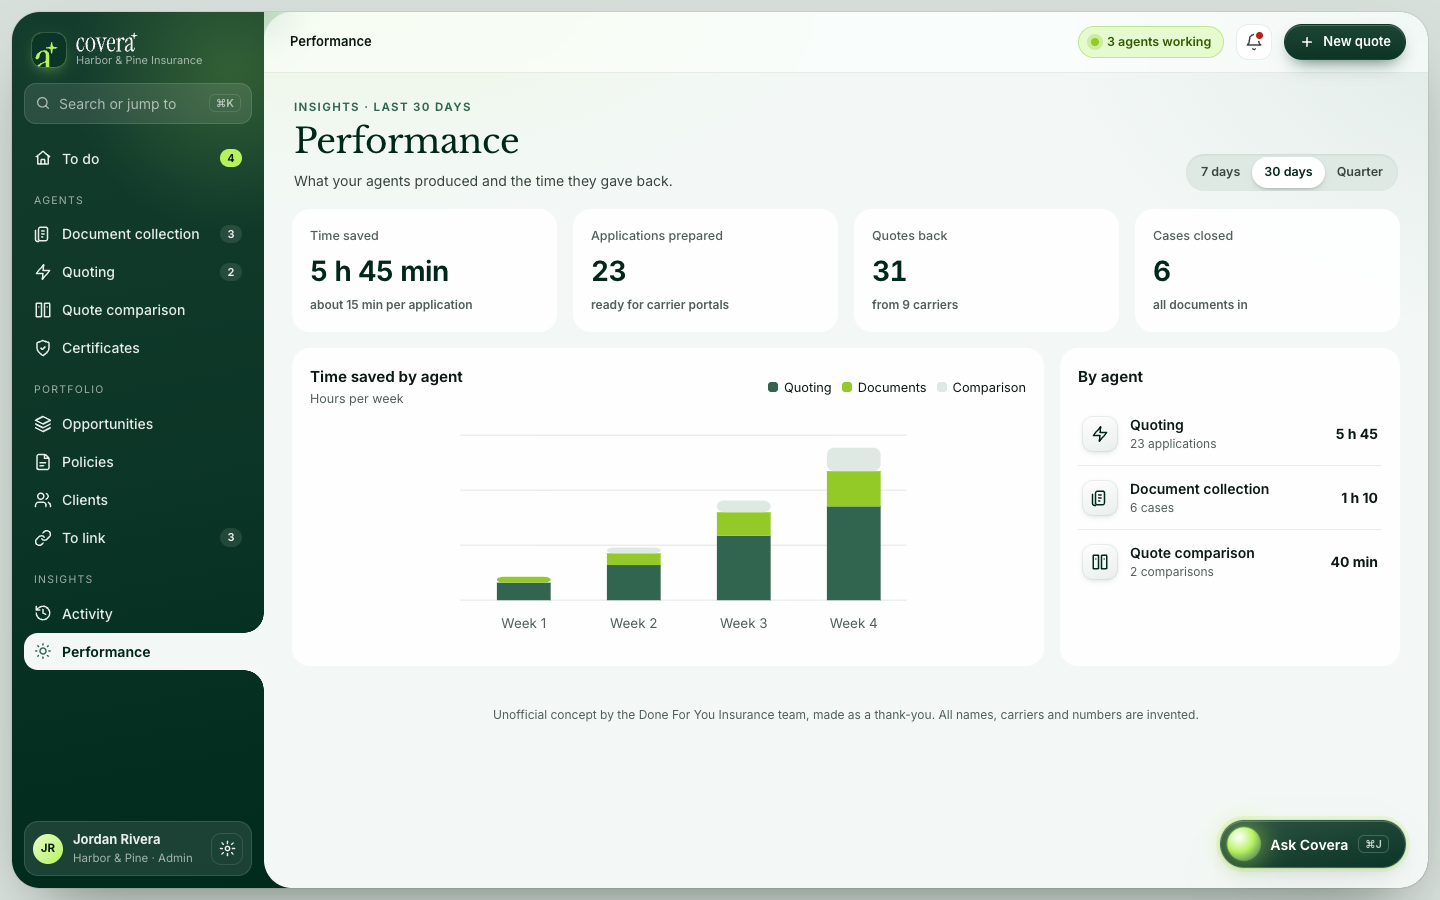 covera
Harbor & Pine Insurance
Search or jump to
⌘K
To do
4
AGENTS
Document collection
3
Quoting
2
Quote comparison
Certificates
PORTFOLIO
Opportunities
Policies
Clients
To link
3
INSIGHTS
Activity
Performance
JR
Jordan Rivera
Harbor & Pine · Admin
Performance
3 agents working
New quote
INSIGHTS · LAST 30 DAYS
Performance
What your agents produced and the time they gave back.
7 days
30 days
Quarter
Time saved
5 h 45 min
about 15 min per application
Applications prepared
23
ready for carrier portals
Quotes back
31
from 9 carriers
Cases closed
6
all documents in
Time saved by agent
Hours per week
Quoting
Documents
Comparison
Week 1
Week 2
Week 3
Week 4
By agent
Quoting
23 applications
5 h 45
Document collection
6 cases
1 h 10
Quote comparison
2 comparisons
40 min
Unofficial concept by the Done For You Insurance team, made as a thank-you. All names, carriers and numbers are invented.
Ask Covera
⌘J